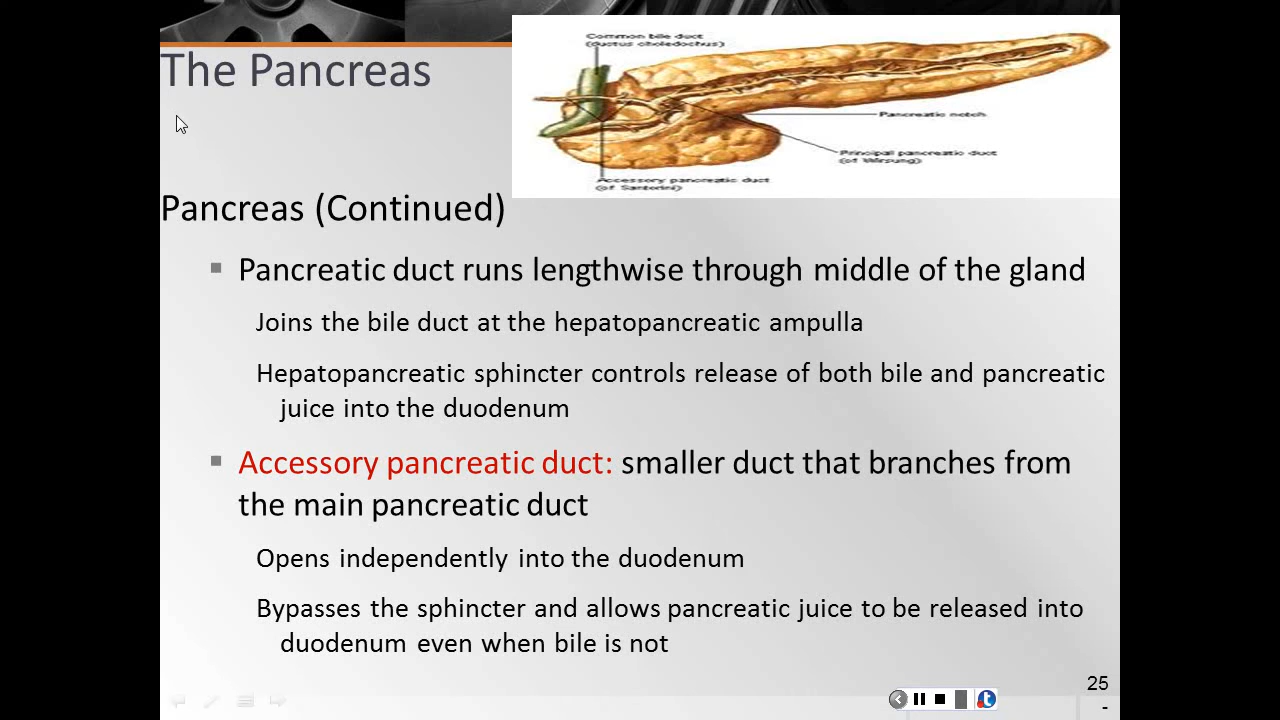 Common bile duct
(ductus choledochus)
The Pancreas
Pancreatic notch
Principal pancreatic duct
(of Wirsung)
Accessory pancreatic duct
(of Santorini)
Pancreas (Continued)
Pancreatic duct runs lengthwise through middle of the gland
Joins the bile duct at the hepatopancreatic ampulla
Hepatopancreatic sphincter controls release of both bile and pancreatic
juice into the duodenum
Accessory pancreatic duct: smaller duct that branches from
the main pancreatic duct
Opens independently into the duodenum
Bypasses the sphincter and allows pancreatic juice to be released into
duodenum even when bile is not
25
-
t